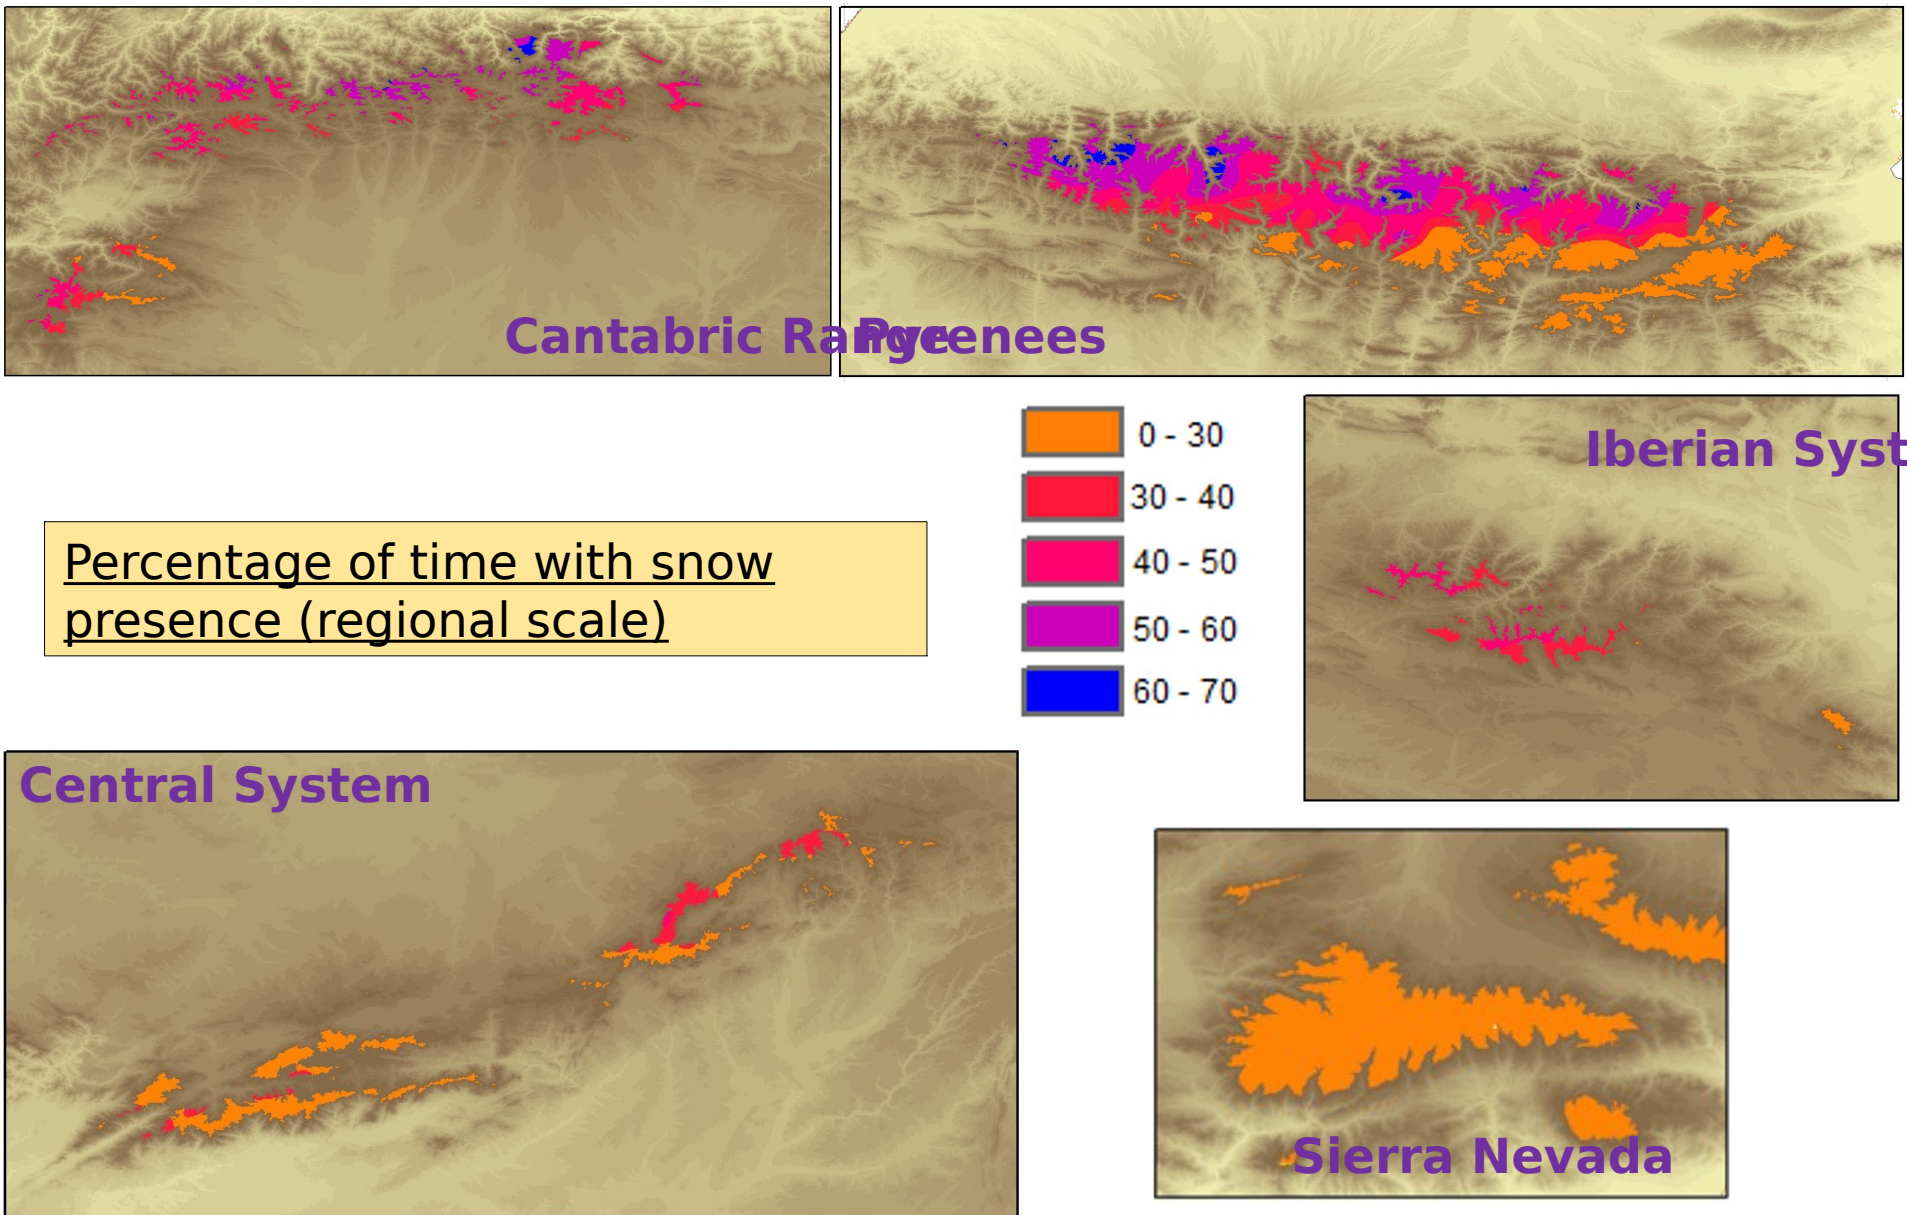 Cantabric Range
Pyrenees
0 - 30
30 - 40
40 - 50
50 - 60
60 - 70
Iberian Syst
Percentage of time with snow
presence (regional scale)
Central System
Sierra Nevada